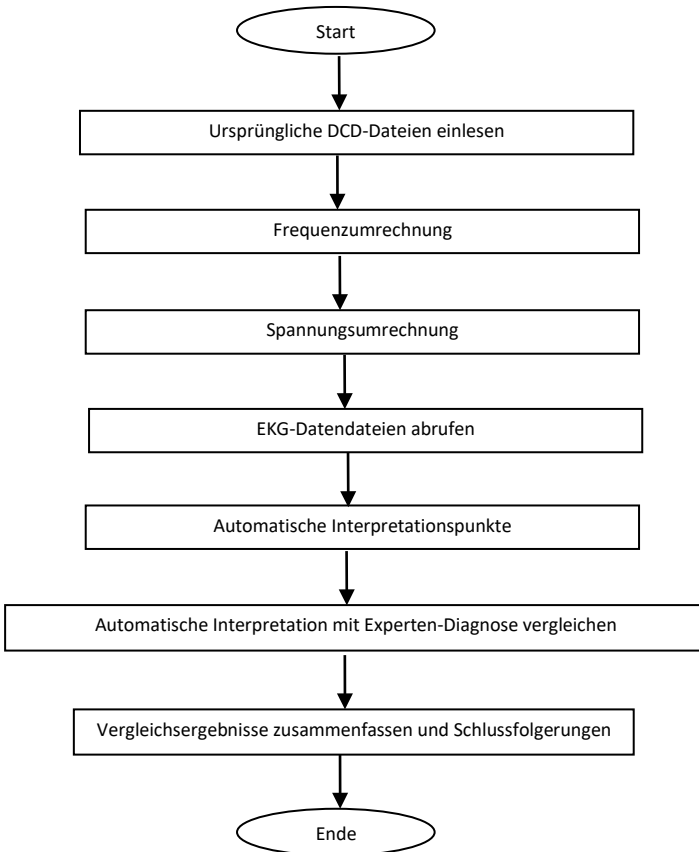 Start
Ursprüngliche DCD-Dateien einlesen
Frequenzumrechnung
Spannungsumrechnung
EKG-Datendateien abrufen
Automatische Interpretationspunkte
Automatische Interpretation mit Experten-Diagnose vergleichen
Vergleichsergebnisse zusammenfassen und Schlussfolgerungen
Ende